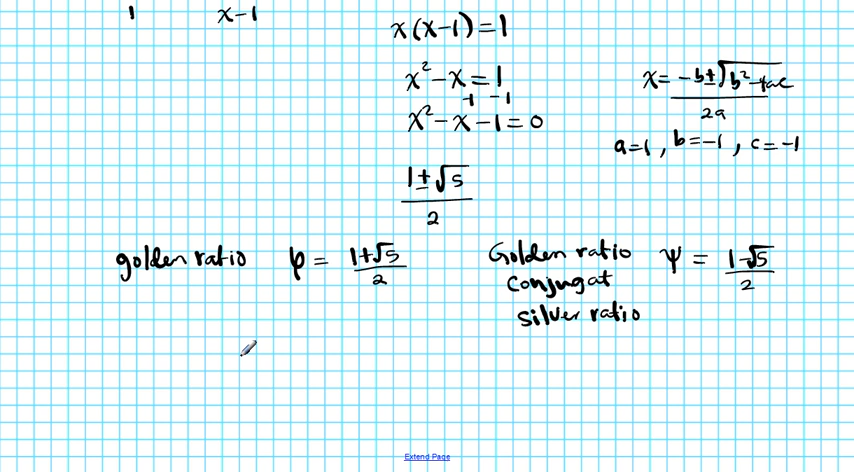 1 x-1
x(x-1)=1
x²-x=1
-1 -1
x²-x-1=0
x = (-b±√(b²-4ac))/2a
a=1, b=-1, c=-1
(1±√5)/2
golden ratio φ = (1+√5)/2
Golden ratio conjugat ψ = (1-√5)/2
silver ratio
Extend Page